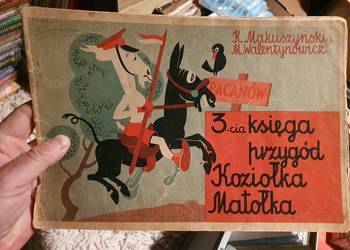 K. Makuszyński i
M. Walentynowicz
PACANÓW
3-cia księga
przygód
Koziołka
Matołka